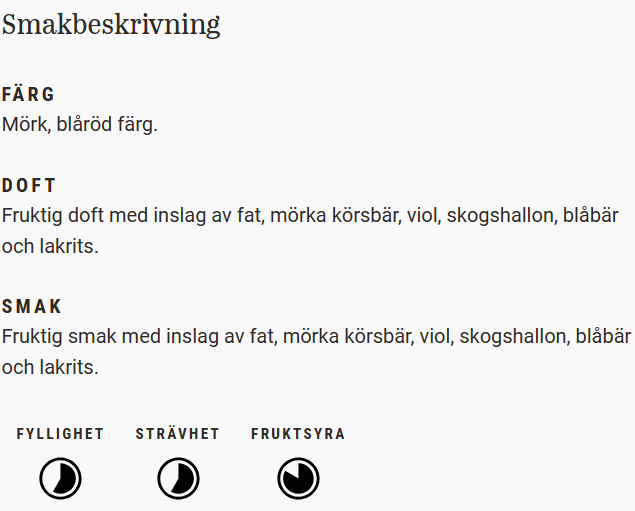 Smakbeskrivning
FÄRG
Mörk, blåröd färg.
DOFT
Fruktig doft med inslag av fat, mörka körsbär, viol, skogshallon, blåbär
och lakrits.
SMAK
Fruktig smak med inslag av fat, mörka körsbär, viol, skogshallon, blåbär
och lakrits.
FYLLIGHET STRÄVHET FRUKTSYRA